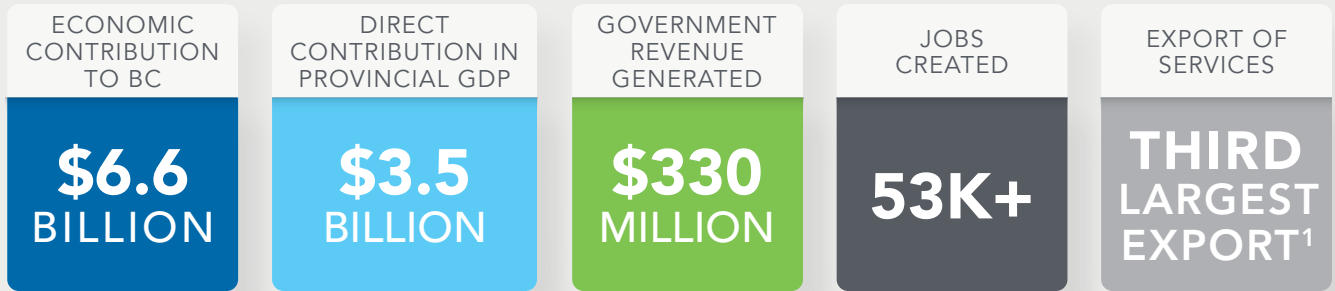 ECONOMIC
CONTRIBUTION
TO BC
$6.6
BILLION
DIRECT
CONTRIBUTION IN
PROVINCIAL GDP
$3.5
BILLION
GOVERNMENT
REVENUE
GENERATED
$330
MILLION
JOBS
CREATED
53K+
EXPORT OF
SERVICES
THIRD
LARGEST
EXPORT¹